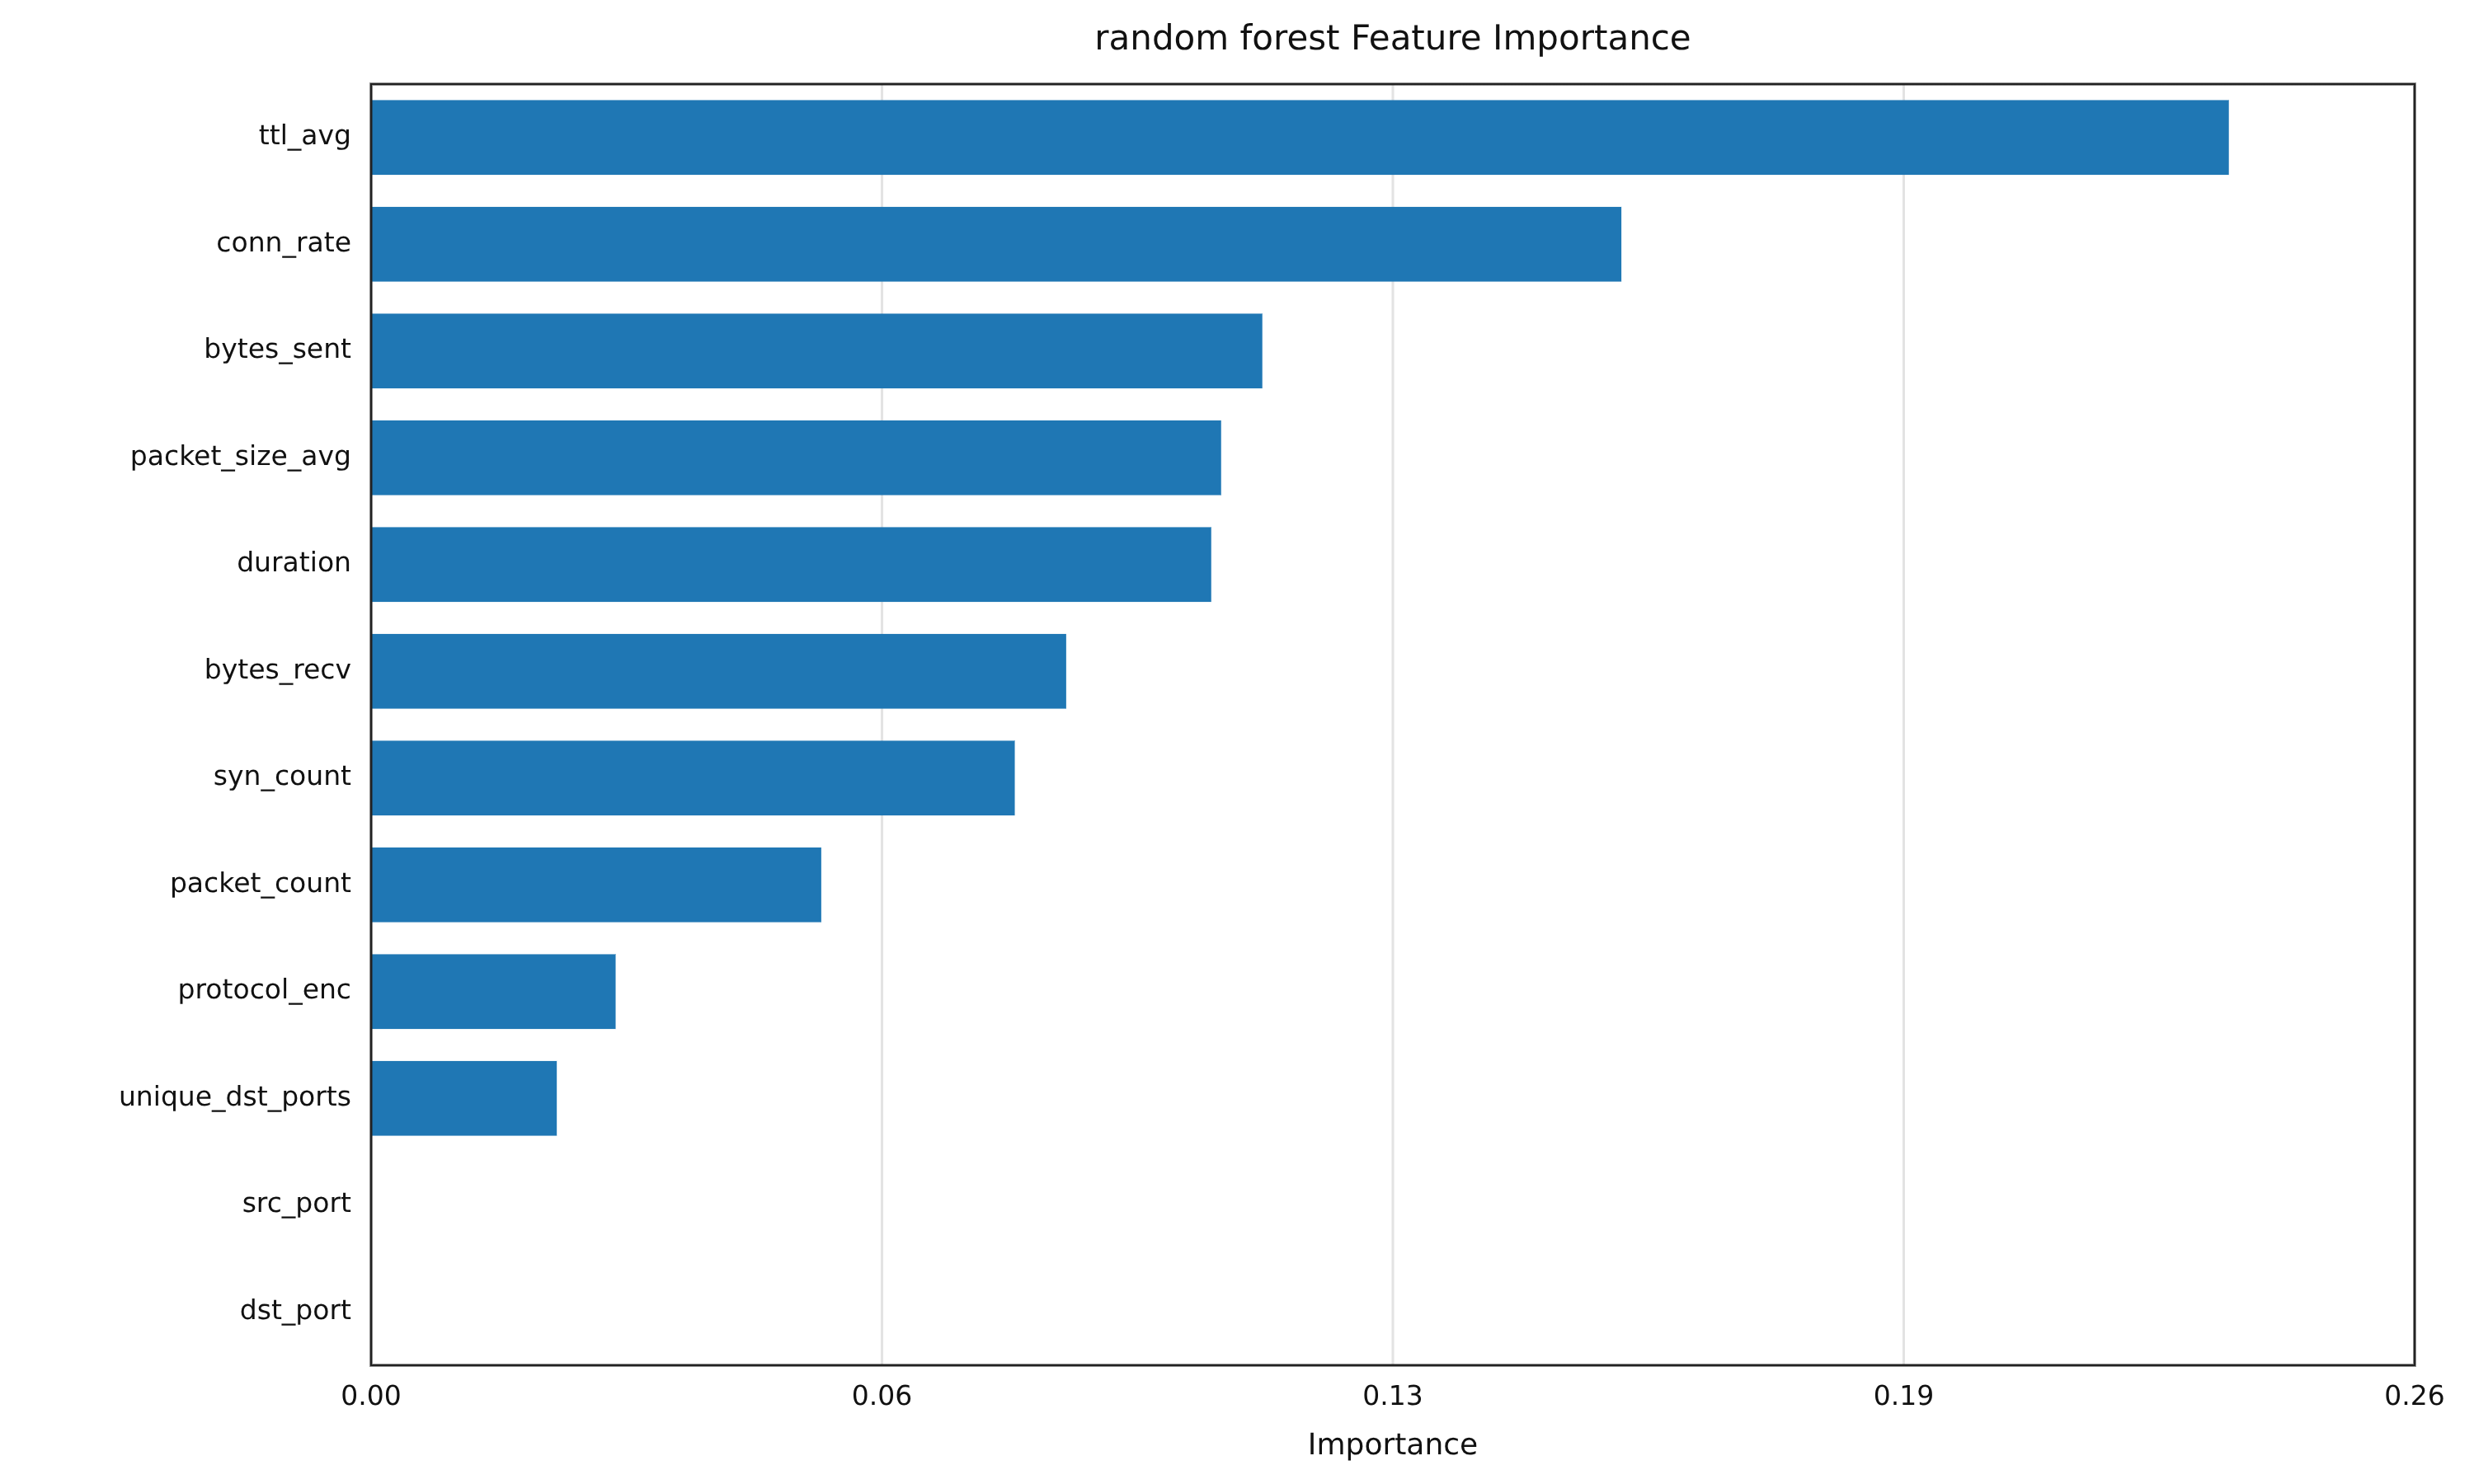 random forest Feature Importance
ttl_avg
conn_rate
bytes_sent
packet_size_avg
duration
bytes_recv
syn_count
packet_count
protocol_enc
unique_dst_ports
src_port
dst_port
0.00 0.06 0.13 0.19 0.26
Importance